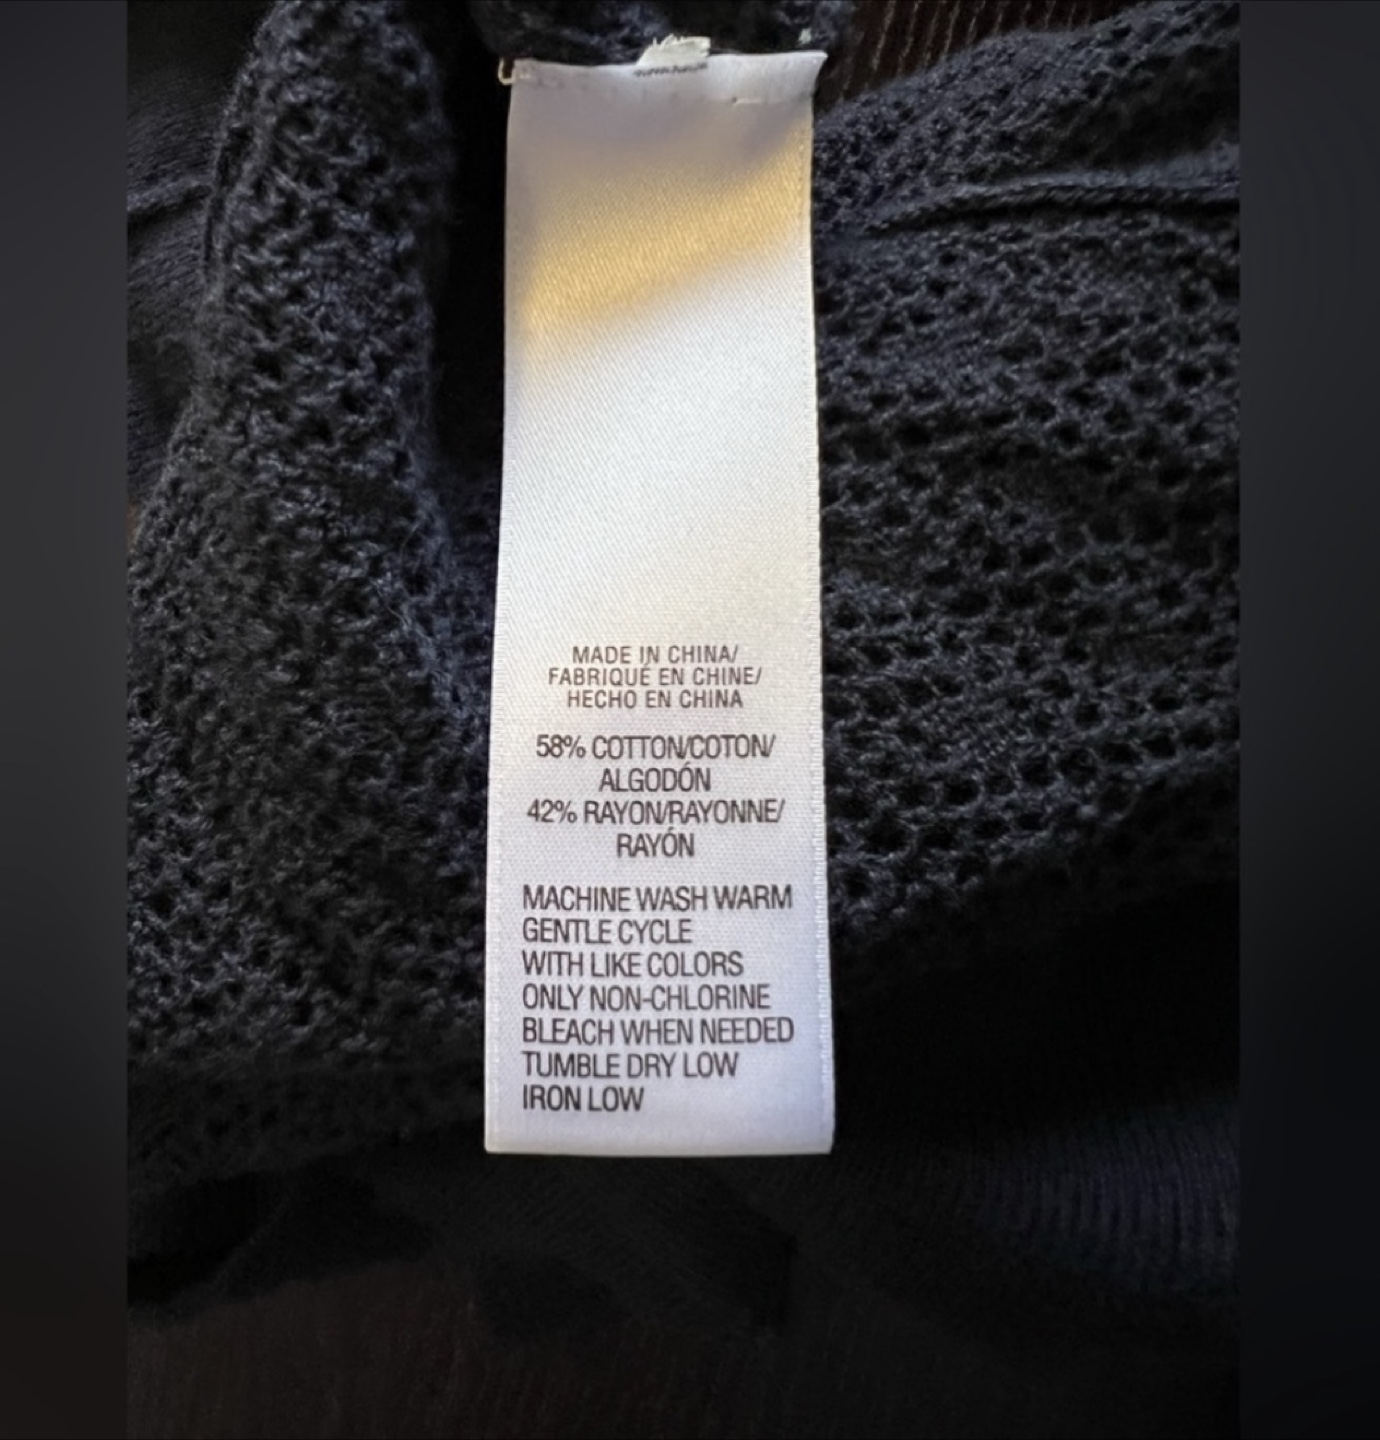 MADE IN CHINA/
FABRIQUÉ EN CHINE/
HECHO EN CHINA
58% COTTON/COTON/
ALGODÓN
42% RAYON/RAYONNE/
RAYÓN
MACHINE WASH WARM
GENTLE CYCLE
WITH LIKE COLORS
ONLY NON-CHLORINE
BLEACH WHEN NEEDED
TUMBLE DRY LOW
IRON LOW